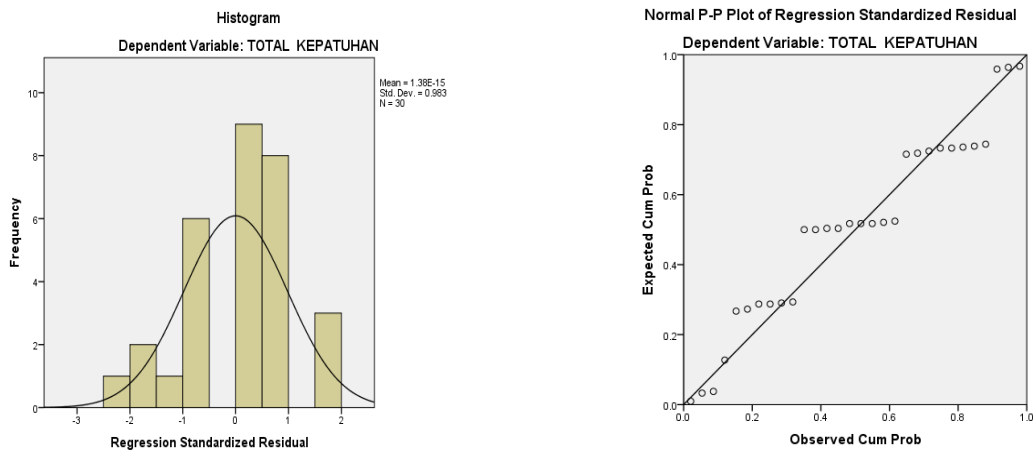 Histogram
Dependent Variable: TOTAL KEPATUHAN
Mean = 1.38E-15
Std. Dev. = 0.983
N = 30
Frequency
10
8
6
4
2
0
-3
-2
-1
0
1
2
Regression Standardized Residual
Normal P-P Plot of Regression Standardized Residual
Dependent Variable: TOTAL KEPATUHAN
Expected Cum Prob
1.0
0.8
0.6
0.4
0.2
0.0
0.0
0.2
0.4
0.6
0.8
1.0
Observed Cum Prob